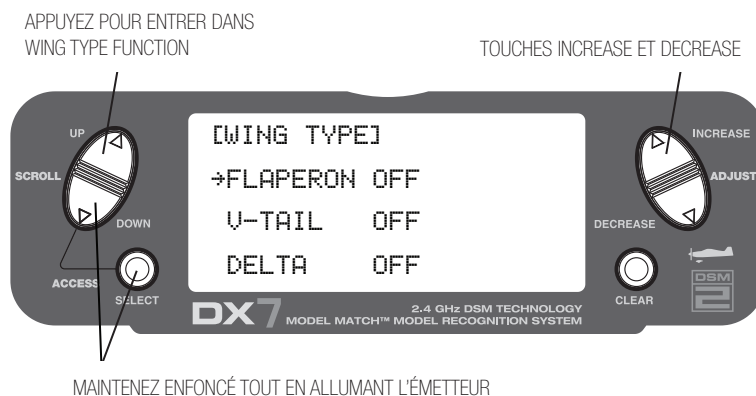 APPUYEZ POUR ENTRER DANS
WING TYPE FUNCTION
TOUCHES INCREASE ET DECREASE
UP
SCROLL
DOWN
ACCESS
SELECT
[WING TYPE]
→FLAPERON OFF
V-TAIL OFF
DELTA OFF
INCREASE
ADJUST
DECREASE
CLEAR
DSM
2
DX7
2.4 GHz DSM TECHNOLOGY
MODEL MATCH™ MODEL RECOGNITION SYSTEM
MAINTENEZ ENFONCÉ TOUT EN ALLUMANT L'ÉMETTEUR